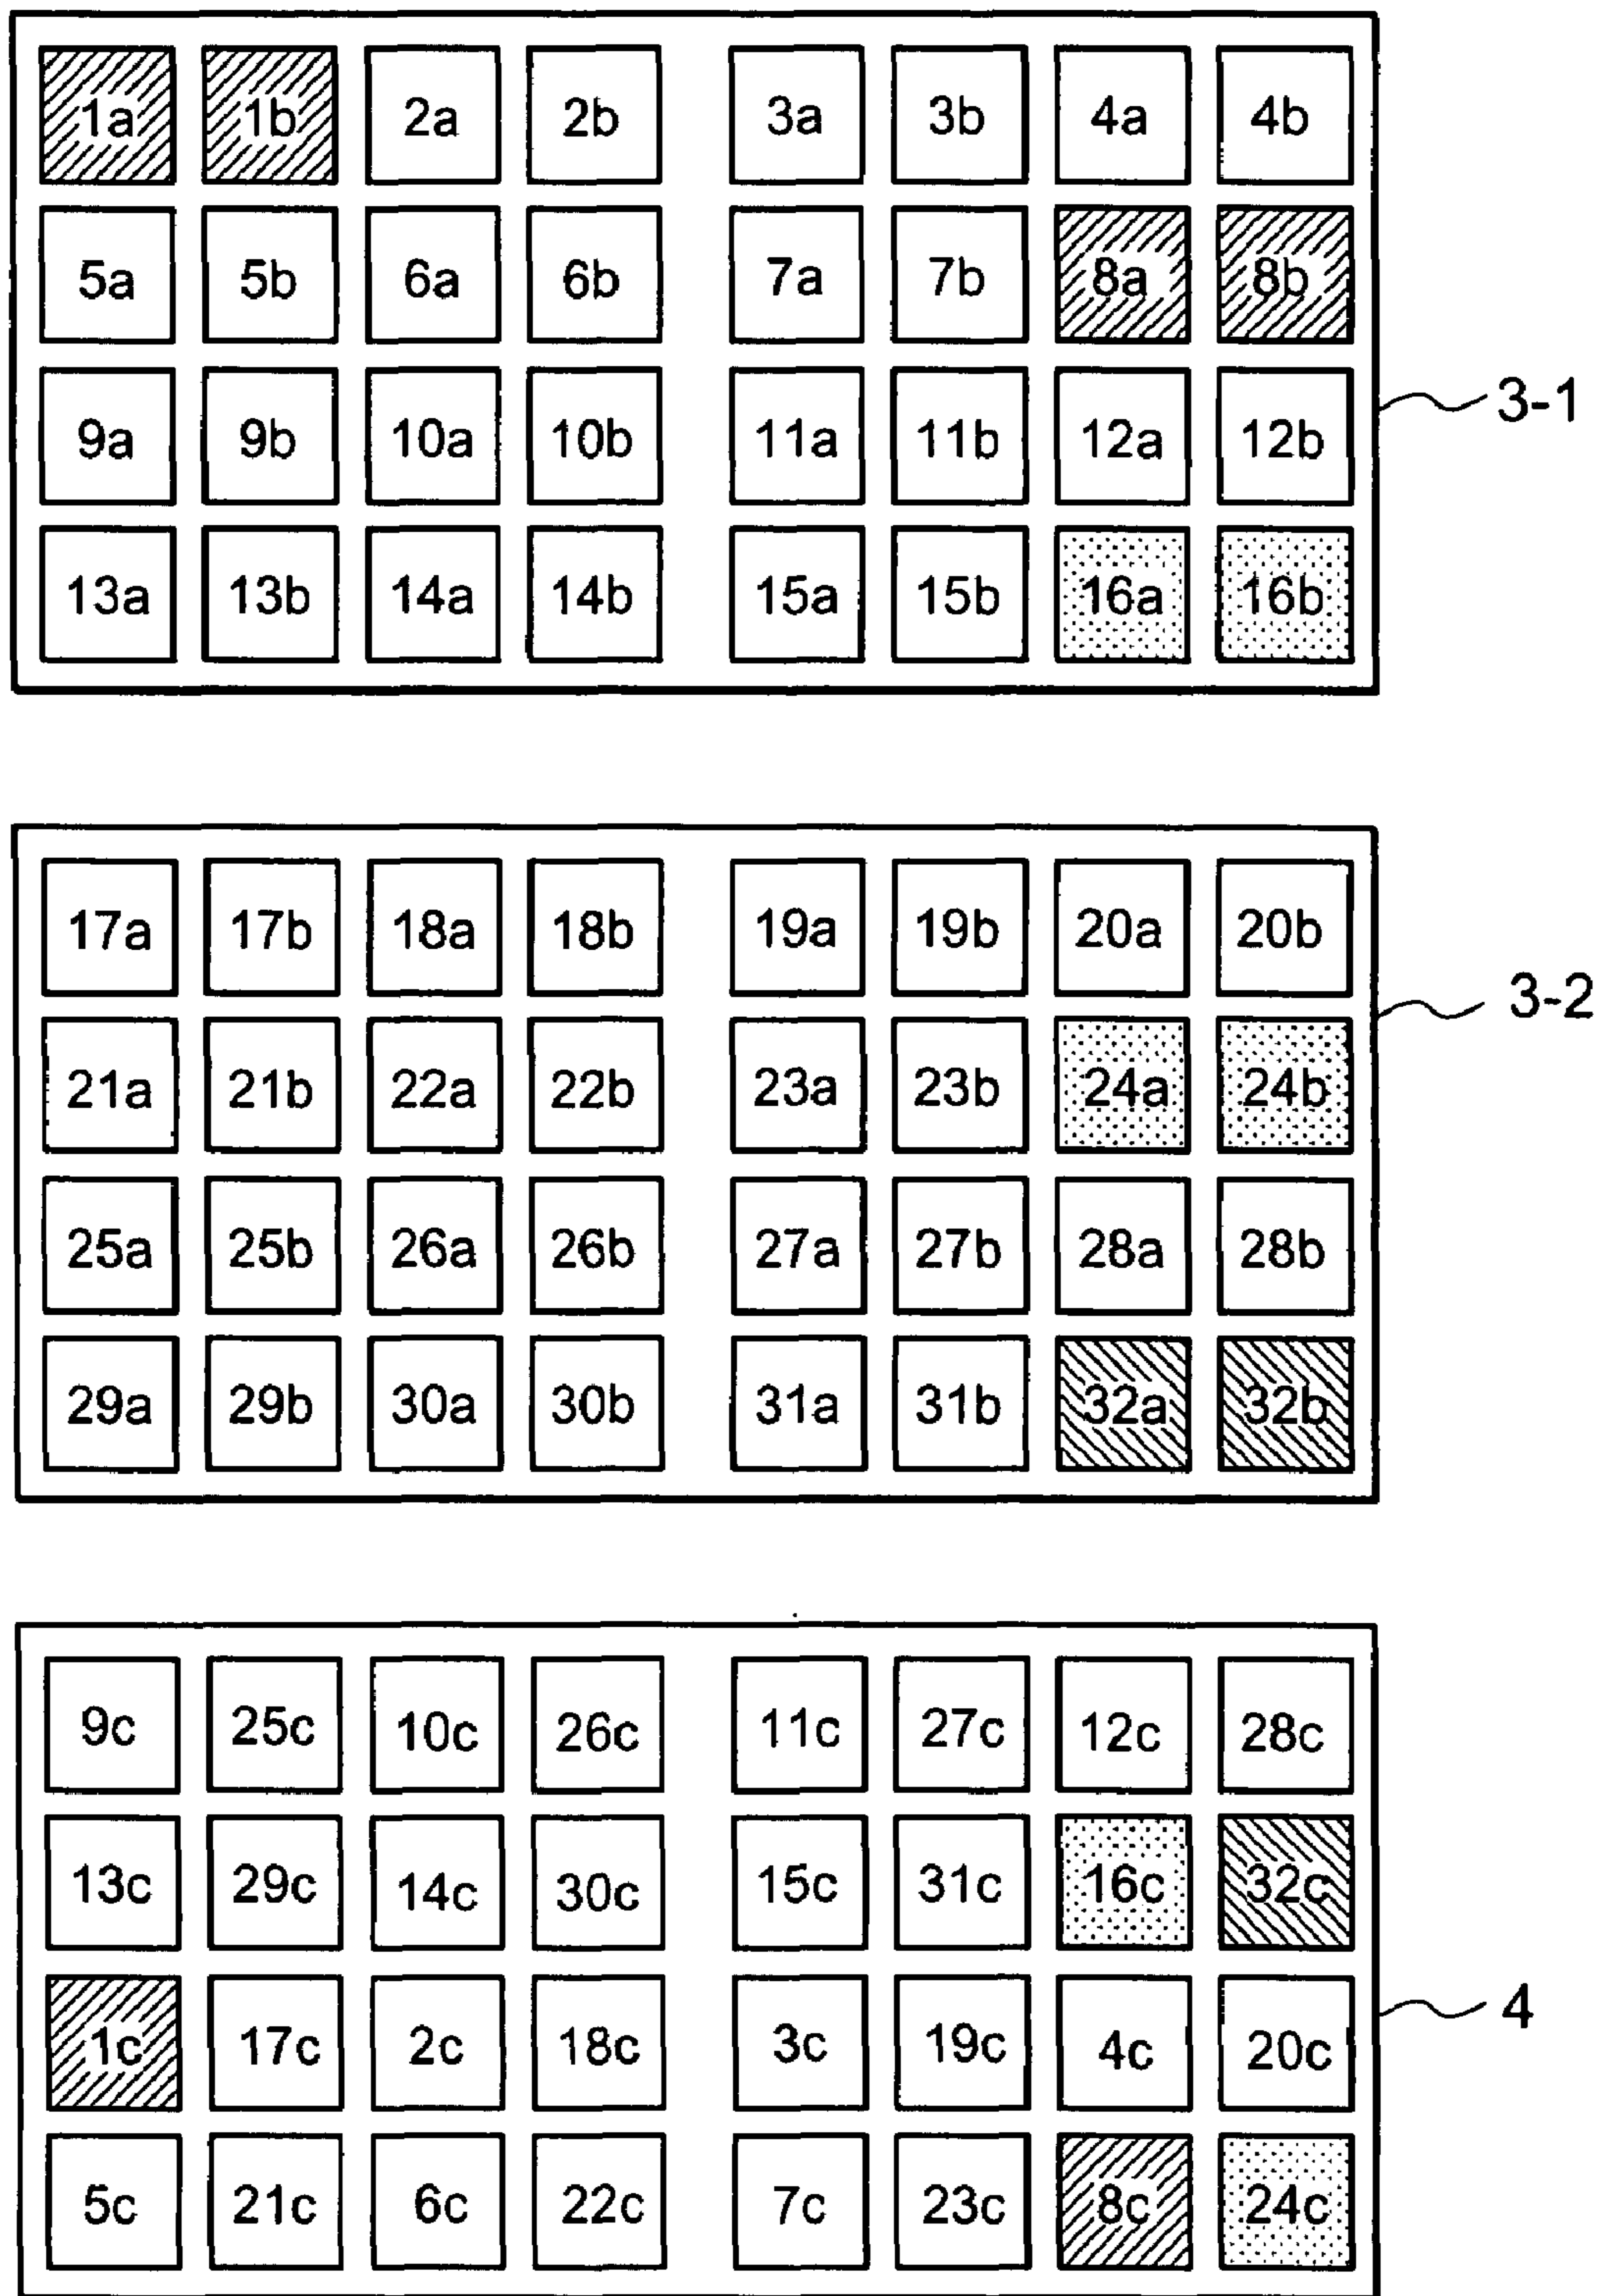 1a 1b 2a 2b 3a 3b 4a 4b
5a 5b 6a 6b 7a 7b 8a 8b
3-1
9a 9b 10a 10b 11a 11b 12a 12b
13a 13b 14a 14b 15a 15b 16a 16b
17a 17b 18a 18b 19a 19b 20a 20b
3-2
21a 21b 22a 22b 23a 23b 24a 24b
25a 25b 26a 26b 27a 27b 28a 28b
29a 29b 30a 30b 31a 31b 32a 32b
9c 25c 10c 26c 11c 27c 12c 28c
13c 29c 14c 30c 15c 31c 16c 32c
4
1c 17c 2c 18c 3c 19c 4c 20c
5c 21c 6c 22c 7c 23c 8c 24c